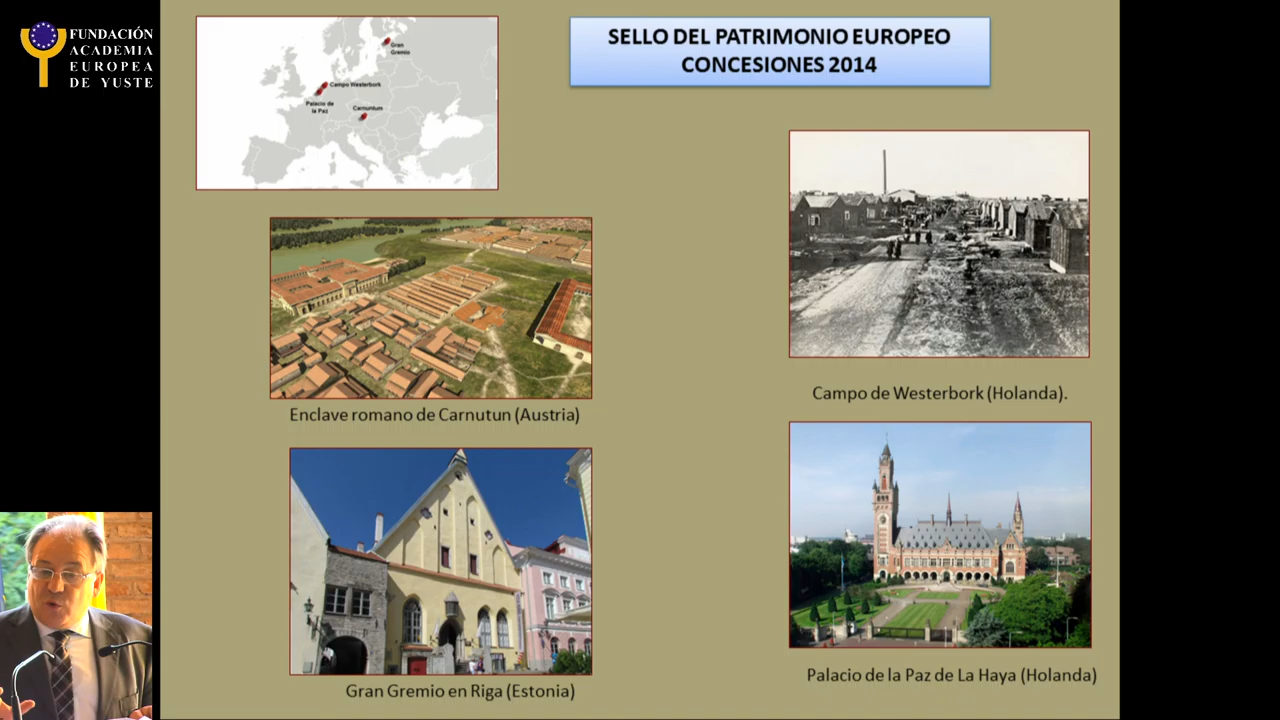 FUNDACIÓN
ACADEMIA
EUROPEA
DE YUSTE
SELLO DEL PATRIMONIO EUROPEO
CONCESIONES 2014
Gran
Gremio
Campo Westerbork
Palacio de
la Paz
Carnuntum
Enclave romano de Carnutun (Austria)
Campo de Westerbork (Holanda).
Gran Gremio en Riga (Estonia)
Palacio de la Paz de La Haya (Holanda)